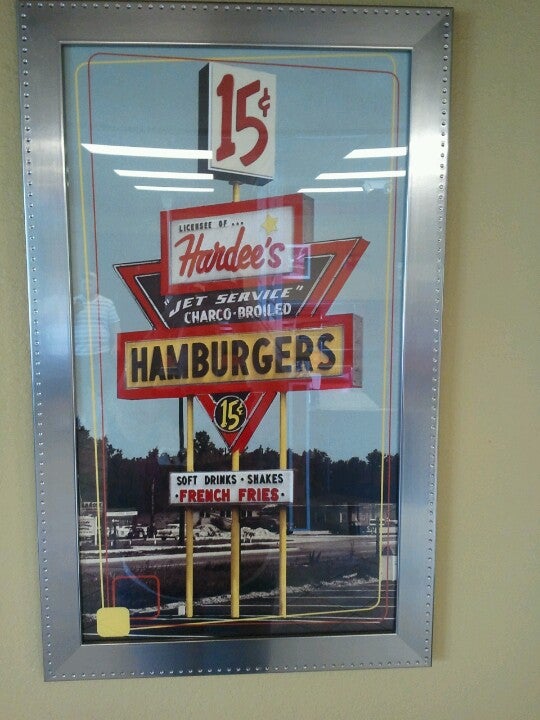 15¢
LICENSEE OF ...
Hardee's
"JET SERVICE"
CHARCO-BROILED
HAMBURGERS
15¢
SOFT DRINKS • SHAKES
• FRENCH FRIES •